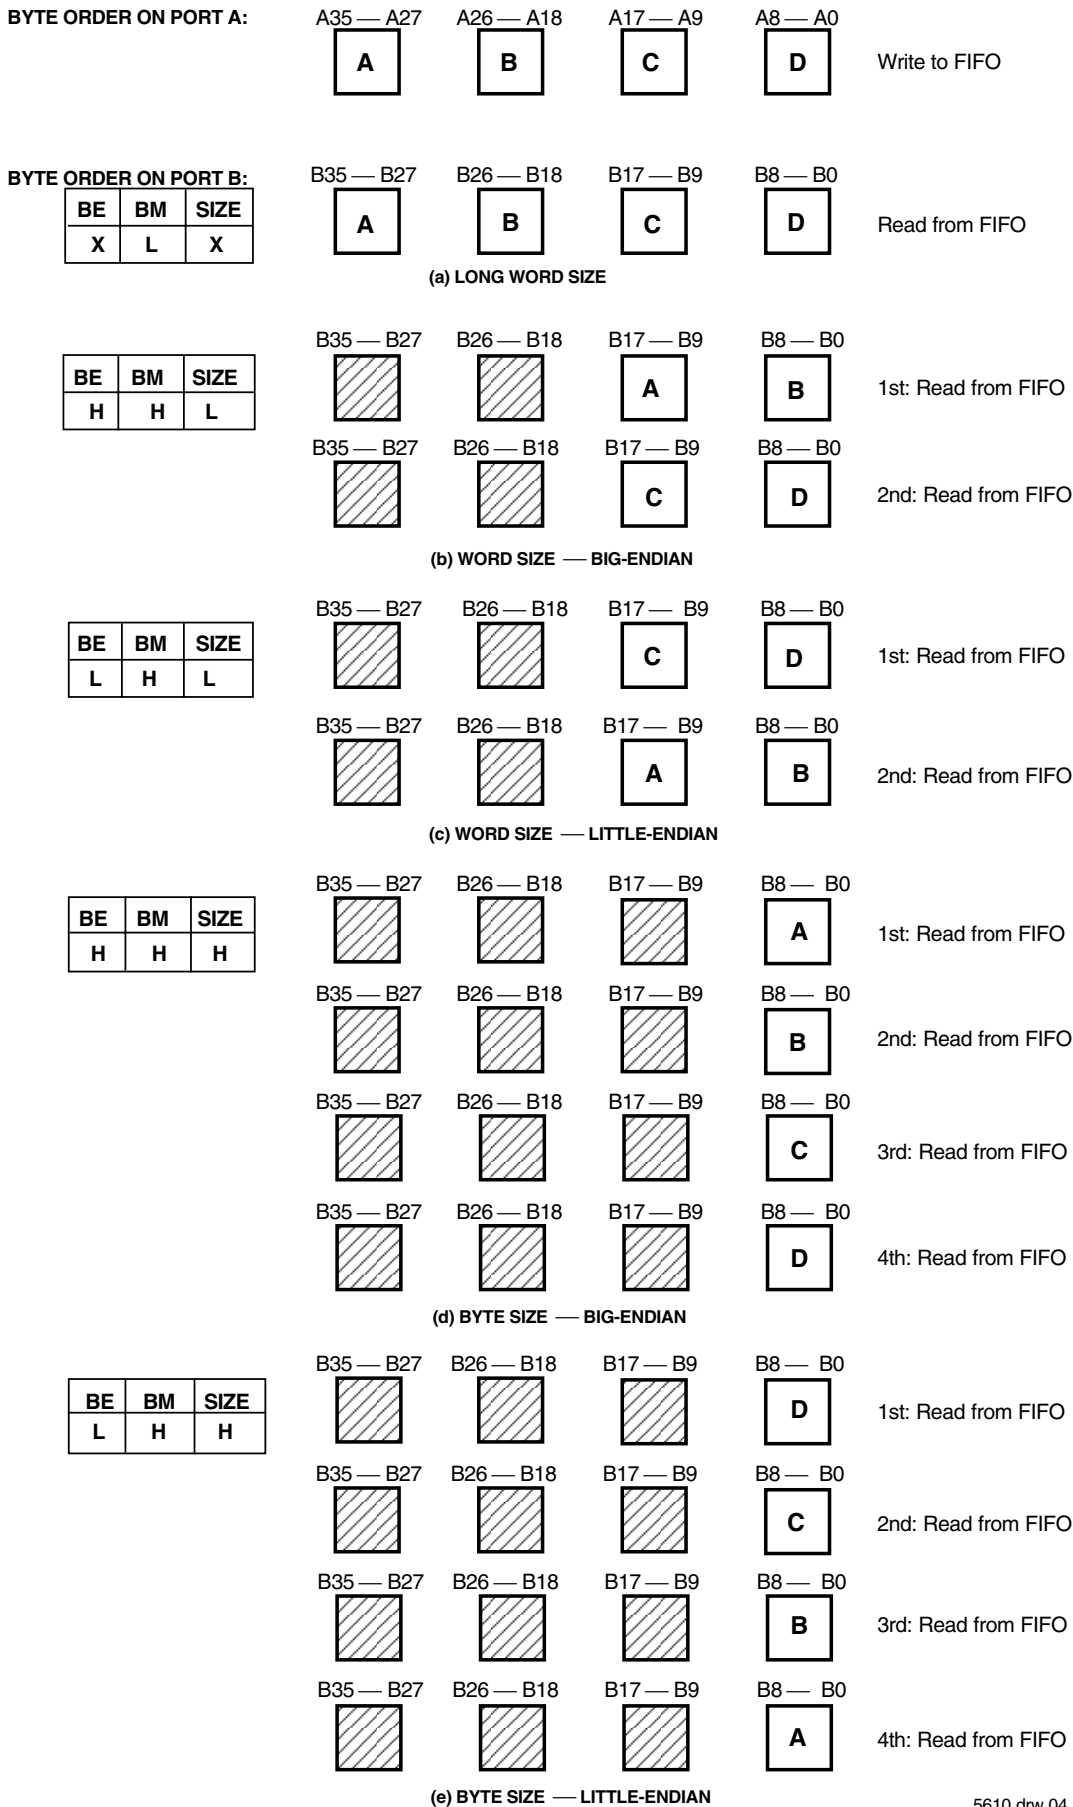 BYTE ORDER ON PORT A:
A35 — A27 A26 — A18 A17 — A9 A8 — A0
A B C D Write to FIFO
BYTE ORDER ON PORT B:
B35 — B27 B26 — B18 B17 — B9 B8 — B0
BE BM SIZE
X L X
A B C D Read from FIFO
(a) LONG WORD SIZE
B35 — B27 B26 — B18 B17 — B9 B8 — B0
BE BM SIZE
H H L
A B 1st: Read from FIFO
B35 — B27 B26 — B18 B17 — B9 B8 — B0
C D 2nd: Read from FIFO
(b) WORD SIZE — BIG-ENDIAN
B35 — B27 B26 — B18 B17 — B9 B8 — B0
BE BM SIZE
L H L
C D 1st: Read from FIFO
B35 — B27 B26 — B18 B17 — B9 B8 — B0
A B 2nd: Read from FIFO
(c) WORD SIZE — LITTLE-ENDIAN
B35 — B27 B26 — B18 B17 — B9 B8 — B0
BE BM SIZE
H H H
A 1st: Read from FIFO
B35 — B27 B26 — B18 B17 — B9 B8 — B0
B 2nd: Read from FIFO
B35 — B27 B26 — B18 B17 — B9 B8 — B0
C 3rd: Read from FIFO
B35 — B27 B26 — B18 B17 — B9 B8 — B0
D 4th: Read from FIFO
(d) BYTE SIZE — BIG-ENDIAN
B35 — B27 B26 — B18 B17 — B9 B8 — B0
BE BM SIZE
L H H
D 1st: Read from FIFO
B35 — B27 B26 — B18 B17 — B9 B8 — B0
C 2nd: Read from FIFO
B35 — B27 B26 — B18 B17 — B9 B8 — B0
B 3rd: Read from FIFO
B35 — B27 B26 — B18 B17 — B9 B8 — B0
A 4th: Read from FIFO
(e) BYTE SIZE — LITTLE-ENDIAN
5610 drw 04